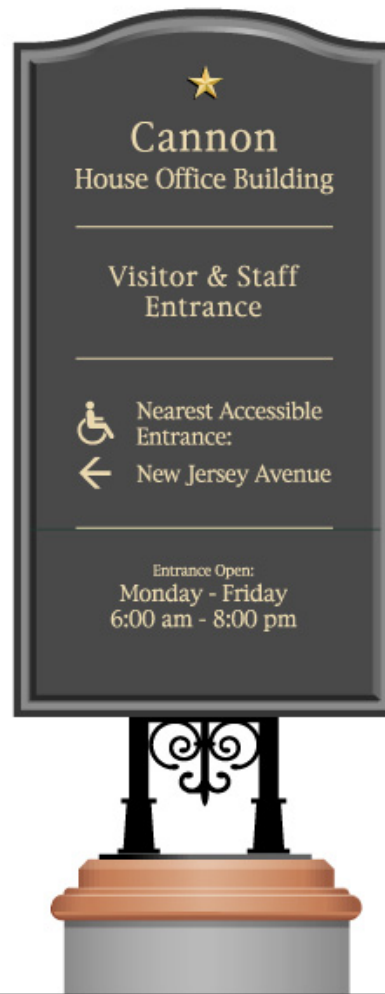 Cannon
House Office Building
Visitor & Staff
Entrance
Nearest Accessible
Entrance:
New Jersey Avenue
Entrance Open:
Monday - Friday
6:00 am - 8:00 pm